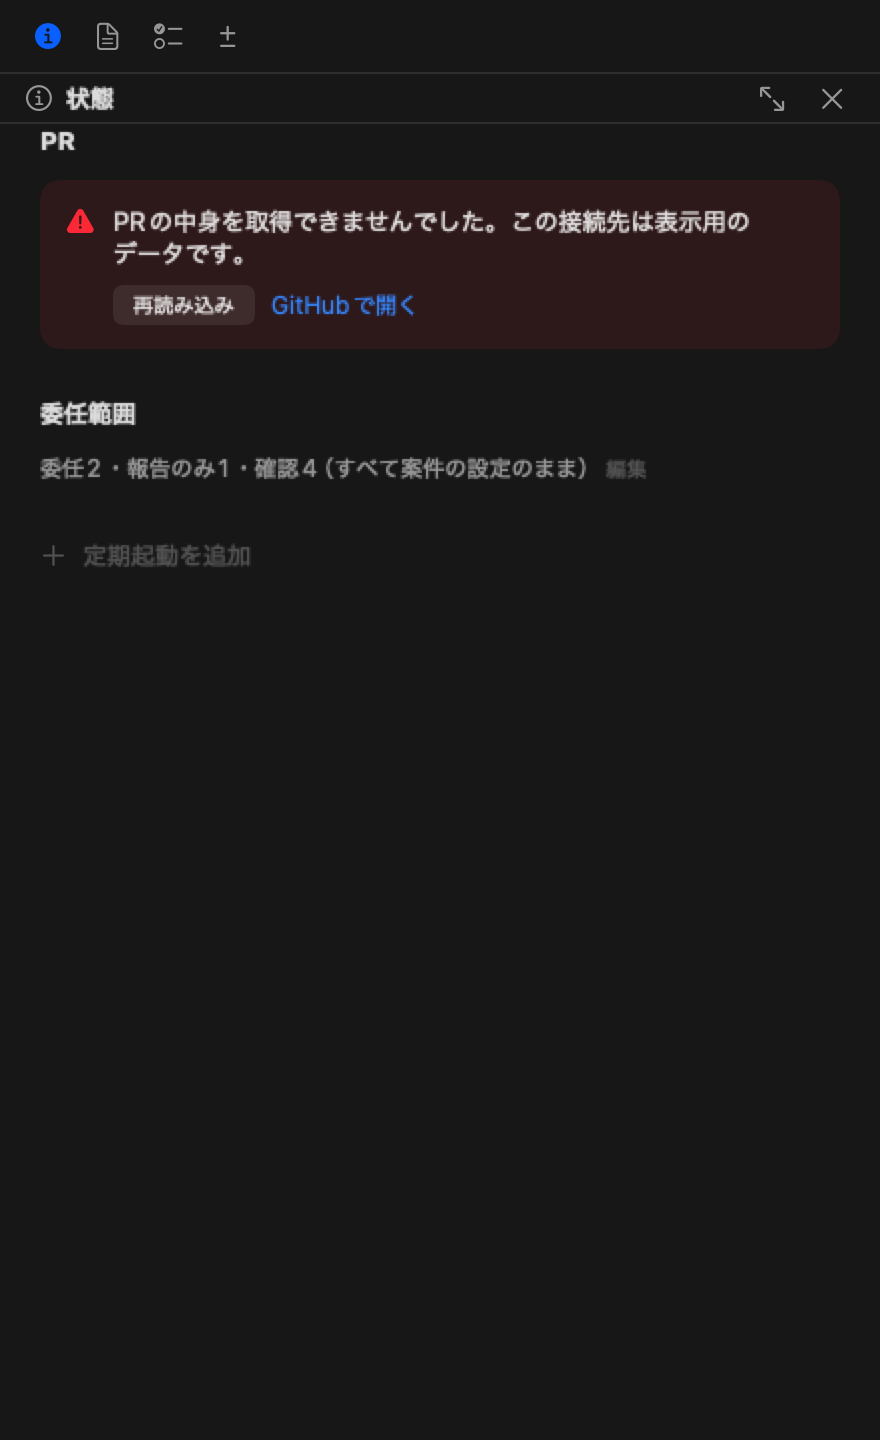 状態
PR
PRの中身を取得できませんでした。この接続先は表示用の
データです。
再読み込み GitHubで開く
委任範囲
委任2・報告のみ1・確認4(すべて案件の設定のまま) 編集
定期起動を追加